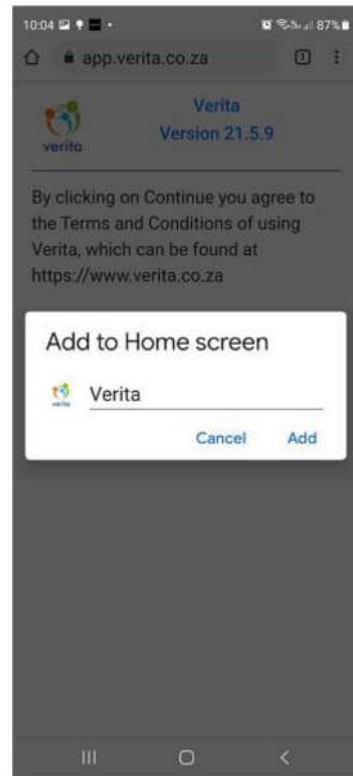 10:04
87%
app.verita.co.za
1
verita
Verita
Version 21.5.9
By clicking on Continue you agree to
the Terms and Conditions of using
Verita, which can be found at
https://www.verita.co.za
Add to Home screen
verita
Verita
Cancel
Add